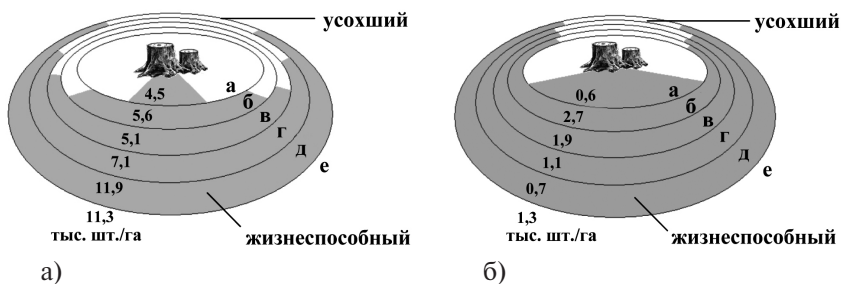 усохший
а
4,5
б
5,6
в
5,1
г
7,1
д
11,9
е
11,3
тыс. шт./га
жизнеспособный
а)
усохший
а
0,6
б
2,7
в
1,9
г
1,1
д
0,7
е
1,3
тыс. шт./га
жизнеспособный
б)